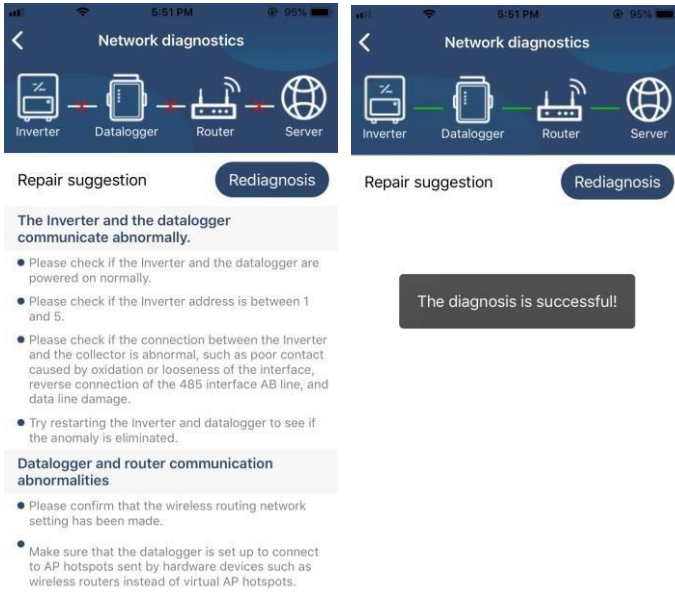 5:51 PM
95%
Network diagnostics
Inverter Datalogger Router Server
Repair suggestion
Rediagnosis
The Inverter and the datalogger
communicate abnormally.
Please check if the Inverter and the datalogger are
powered on normally.
Please check if the Inverter address is between 1
and 5.
Please check if the connection between the Inverter
and the collector is abnormal, such as poor contact
caused by oxidation or looseness of the interface,
reverse connection of the 485 interface AB line, and
data line damage.
Try restarting the Inverter and datalogger to see if
the anomaly is eliminated.
Datalogger and router communication
abnormalities
Please confirm that the wireless routing network
setting has been made.
Make sure that the datalogger is set up to connect
to AP hotspots sent by hardware devices such as
wireless routers instead of virtual AP hotspots.
5:51 PM
95%
Network diagnostics
Inverter Datalogger Router Server
Repair suggestion
Rediagnosis
The diagnosis is successful!